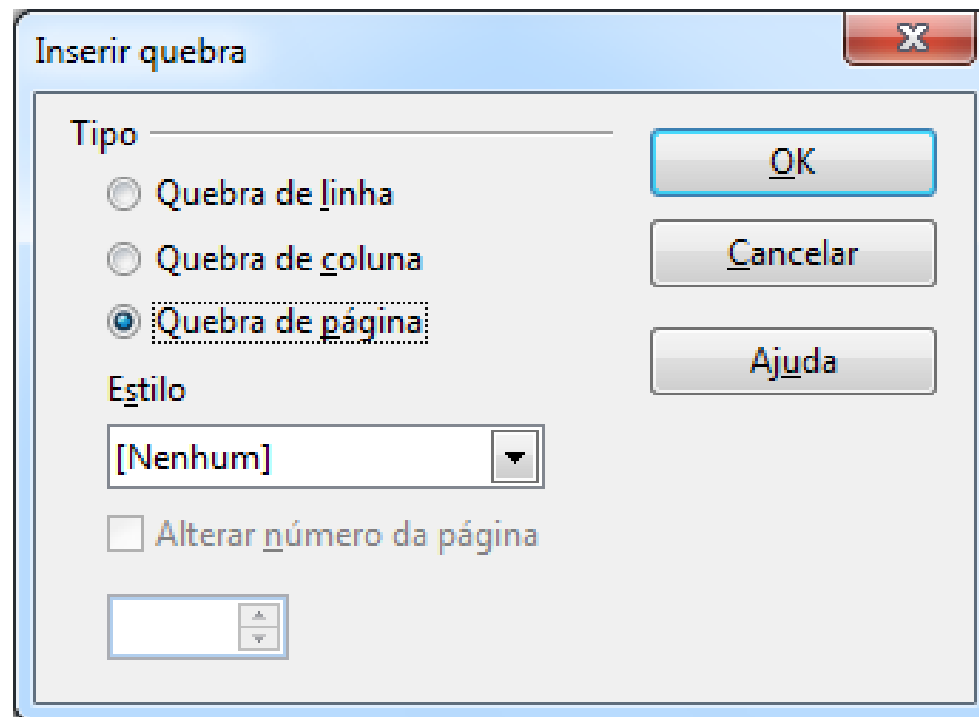 Inserir quebra
Tipo
Quebra de linha
Quebra de coluna
Quebra de página
Estilo
[Nenhum]
Alterar número da página
OK
Cancelar
Ajuda